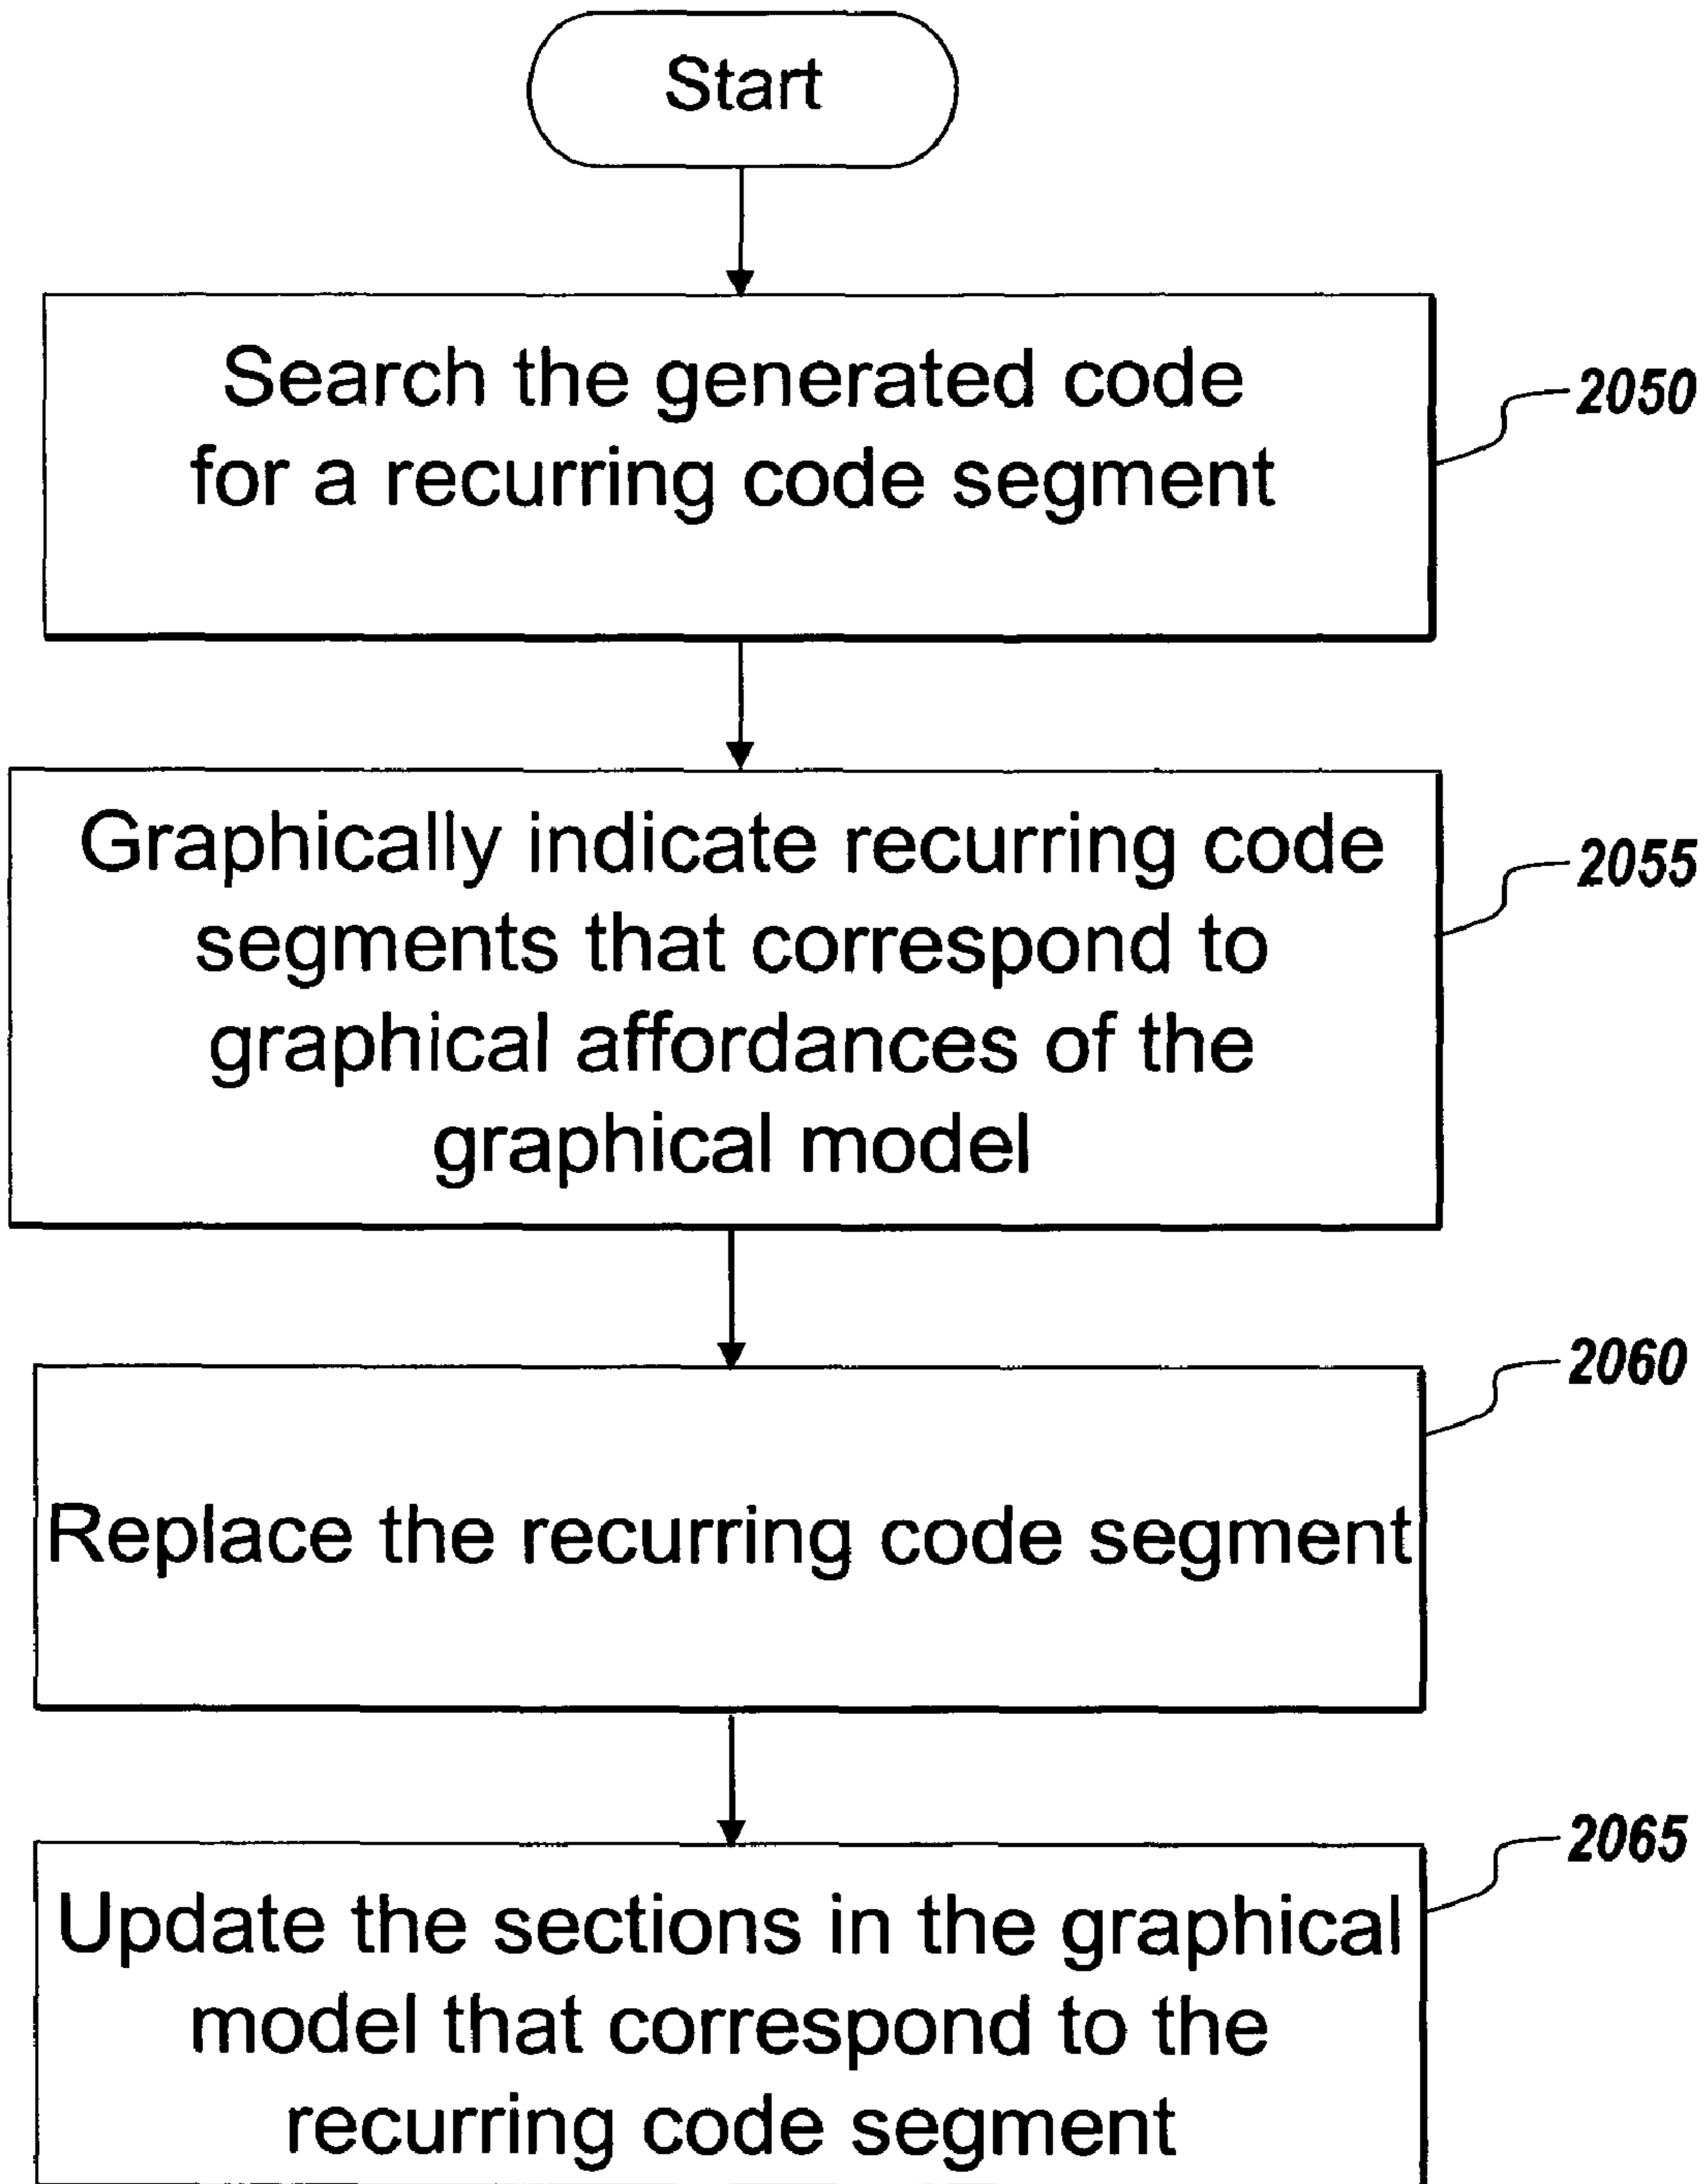 Start
Search the generated code
for a recurring code segment
2050
Graphically indicate recurring code
segments that correspond to
graphical affordances of the
graphical model
2055
Replace the recurring code segment
2060
Update the sections in the graphical
model that correspond to the
recurring code segment
2065